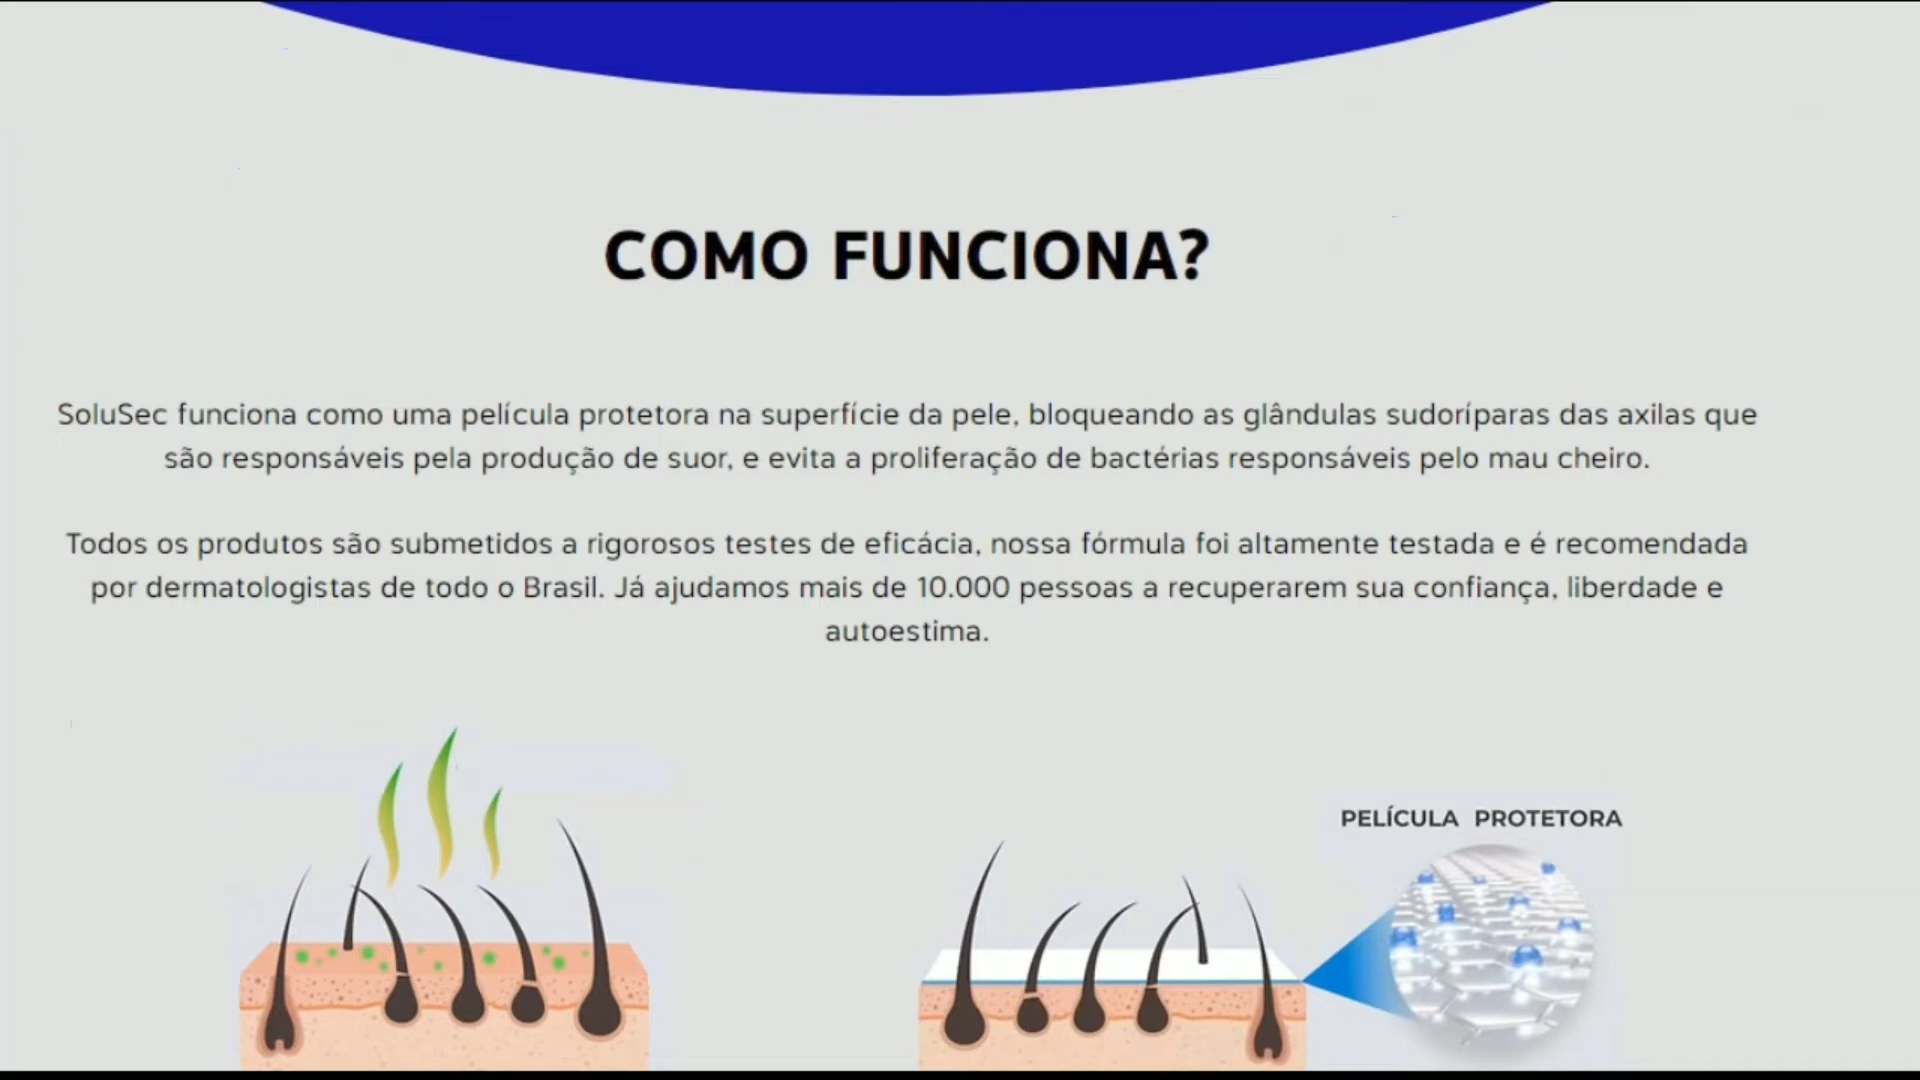 COMO FUNCIONA?
SoluSec funciona como uma película protetora na superfície da pele, bloqueando as glândulas sudoríparas das axilas que
são responsáveis pela produção de suor, e evita a proliferação de bactérias responsáveis pelo mau cheiro.
Todos os produtos são submetidos a rigorosos testes de eficácia, nossa fórmula foi altamente testada e é recomendada
por dermatologistas de todo o Brasil. Já ajudamos mais de 10.000 pessoas a recuperarem sua confiança, liberdade e
autoestima.
PELÍCULA PROTETORA